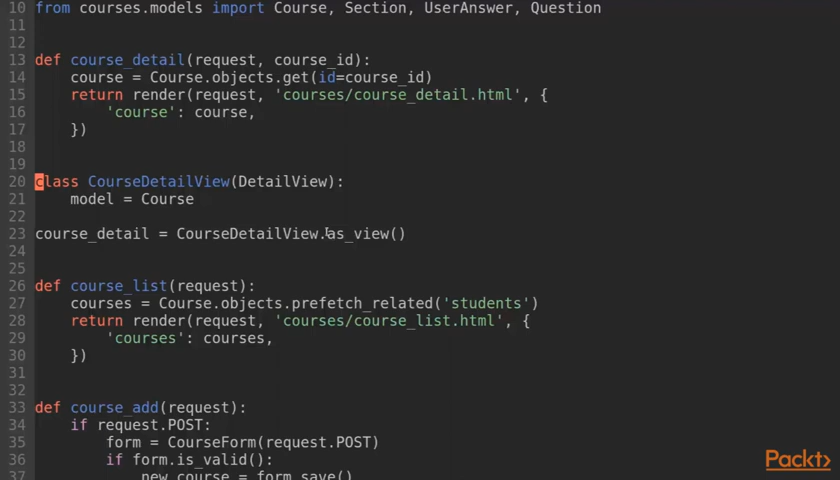 10 from courses.models import Course, Section, UserAnswer, Question
11
12
13 def course_detail(request, course_id):
14     course = Course.objects.get(id=course_id)
15     return render(request, 'courses/course_detail.html', {
16         'course': course,
17     })
18
19
20 class CourseDetailView(DetailView):
21     model = Course
22
23 course_detail = CourseDetailView.as_view()
24
25
26 def course_list(request):
27     courses = Course.objects.prefetch_related('students')
28     return render(request, 'courses/course_list.html', {
29         'courses': courses,
30     })
31
32
33 def course_add(request):
34     if request.POST:
35         form = CourseForm(request.POST)
36         if form.is_valid():
37             new_course = form.save()
Packt>